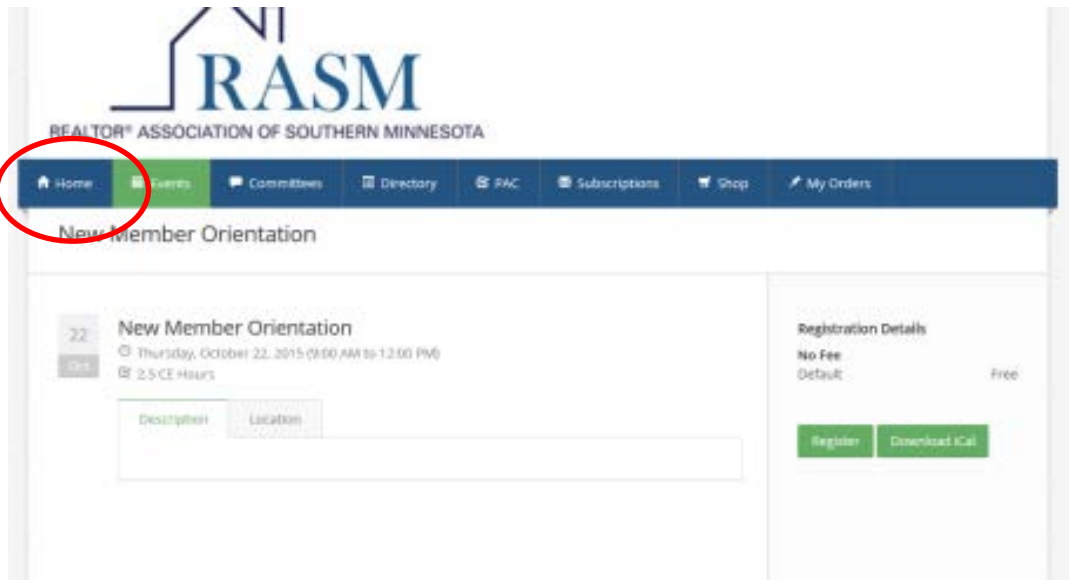 RASM
REALTOR® ASSOCIATION OF SOUTHERN MINNESOTA
Home Events Committees Directory PAC Subscriptions Shop My Orders
New Member Orientation
22
Oct
New Member Orientation
Thursday, October 22, 2015 (9:00 AM to 12:00 PM)
2.5 CE Hours
Description Location
Registration Details
No Fee
Default Free
Register Download iCal